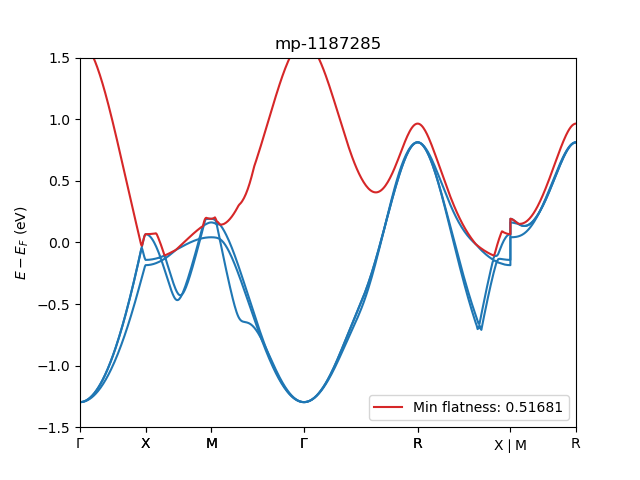 mp-1187285
E − E_F (eV)
1.5
1.0
0.5
0.0
−0.5
−1.0
−1.5
Min flatness: 0.51681
Γ X M Γ R X | M R